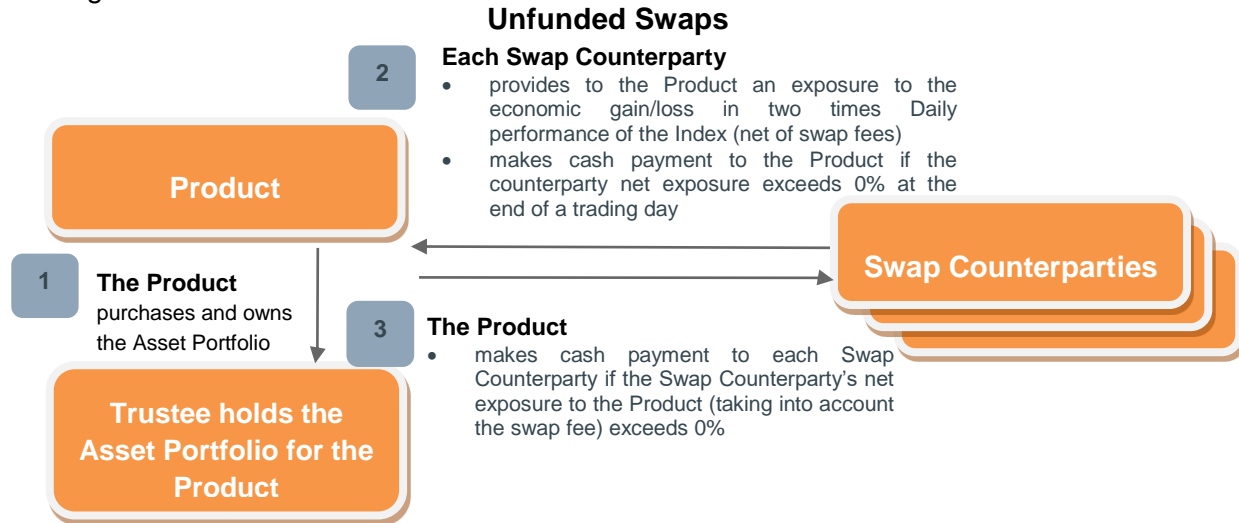 Unfunded Swaps
2
Each Swap Counterparty
• provides to the Product an exposure to the
economic gain/loss in two times Daily
performance of the Index (net of swap fees)
• makes cash payment to the Product if the
counterparty net exposure exceeds 0% at the
end of a trading day
Product
Swap Counterparties
1
The Product
purchases and owns
the Asset Portfolio
3
The Product
• makes cash payment to each Swap
Counterparty if the Swap Counterparty's net
exposure to the Product (taking into account
the swap fee) exceeds 0%
Trustee holds the
Asset Portfolio for the
Product